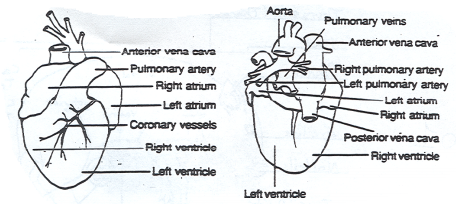 Anterior vena cava
Pulmonary artery
Right atrium
Left atrium
Coronary vessels
Right ventricle
Left ventricle
Aorta
Pulmonary veins
Anterior vena cava
Right pulmonary artery
Left pulmonary artery
Left atrium
Right atrium
Posterior vena cava
Right ventricle
Left ventricle